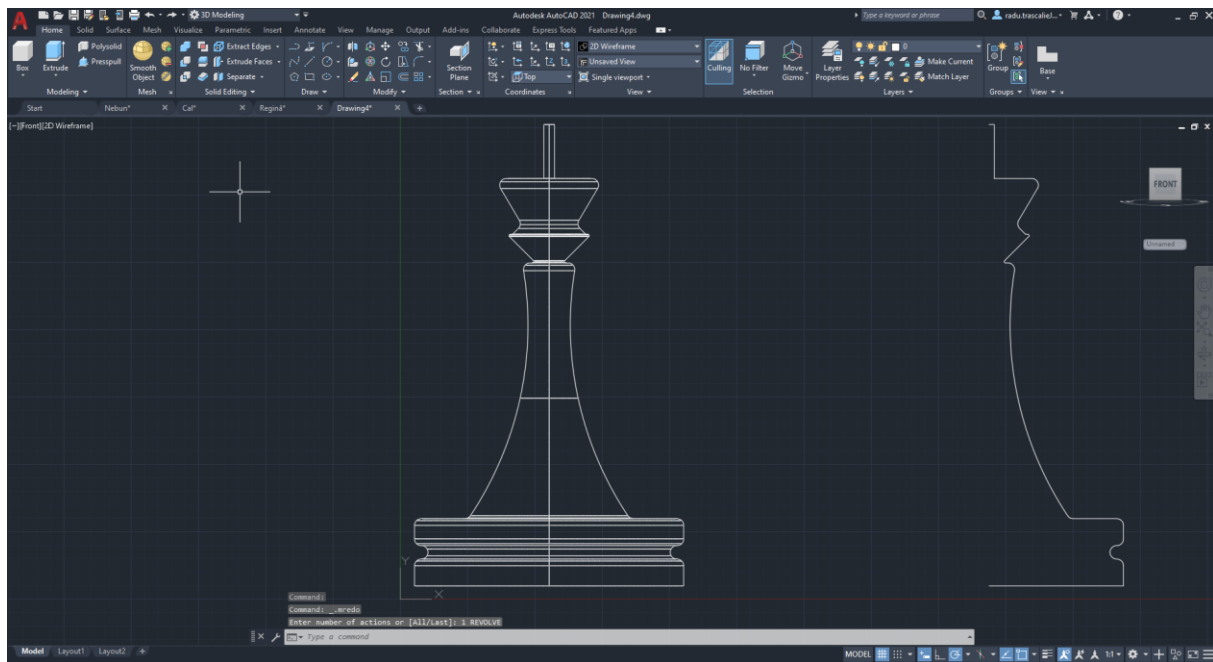 3D Modeling Autodesk AutoCAD 2021 Drawing4.dwg Type a keyword or phrase radu.trascaliel...
Home Solid Surface Mesh Visualize Parametric Insert Annotate View Manage Output Add-ins Collaborate Express Tools Featured Apps
Polysolid Extract Edges 2D Wireframe 0
Presspull Extrude Faces Unsaved View Make Current
Box Extrude Smooth Object Separate Section Plane Top Single viewport Culling No Filter Move Gizmo Layer Properties Match Layer Group Base
Modeling Mesh Solid Editing Draw Modify Section Coordinates View Selection Layers Groups View
Start Nebun* Cal* Regină* Drawing4*
[-][Front][2D Wireframe]
FRONT
Unnamed
Y
X
Command:
Command: _.mredo
Enter number of actions or [All/Last]: 1 REVOLVE
Type a command
Model Layout1 Layout2 MODEL 1:1